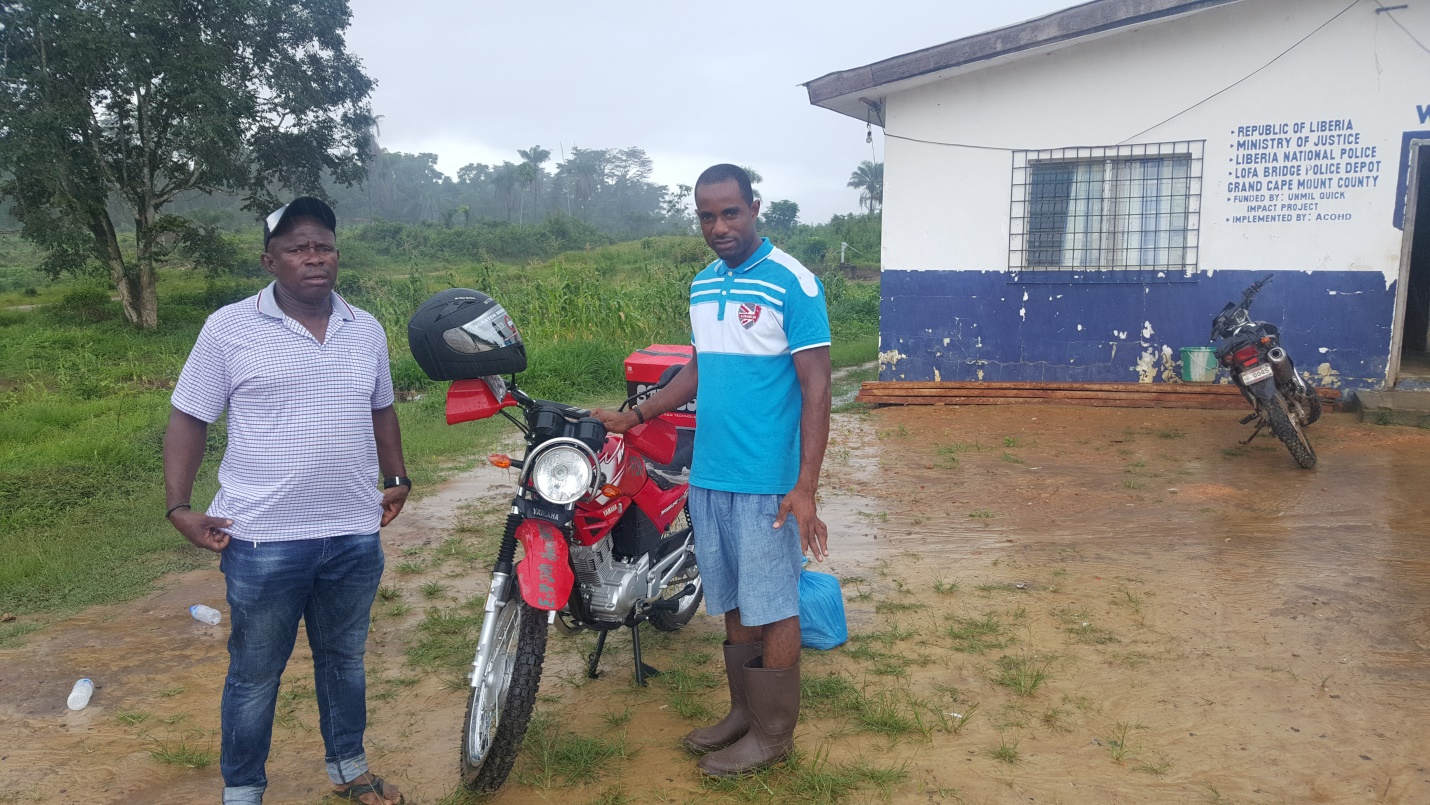 • REPUBLIC OF LIBERIA
• MINISTRY OF JUSTICE
• LIBERIA NATIONAL POLICE
• LOFA BRIDGE POLICE DEPOT
GRAND CAPE MOUNT COUNTY
• FUNDED BY: UNMIL QUICK
IMPACT PROJECT
• IMPLEMENTED BY: ACOHD
W
YAMAHA
YAMAHA